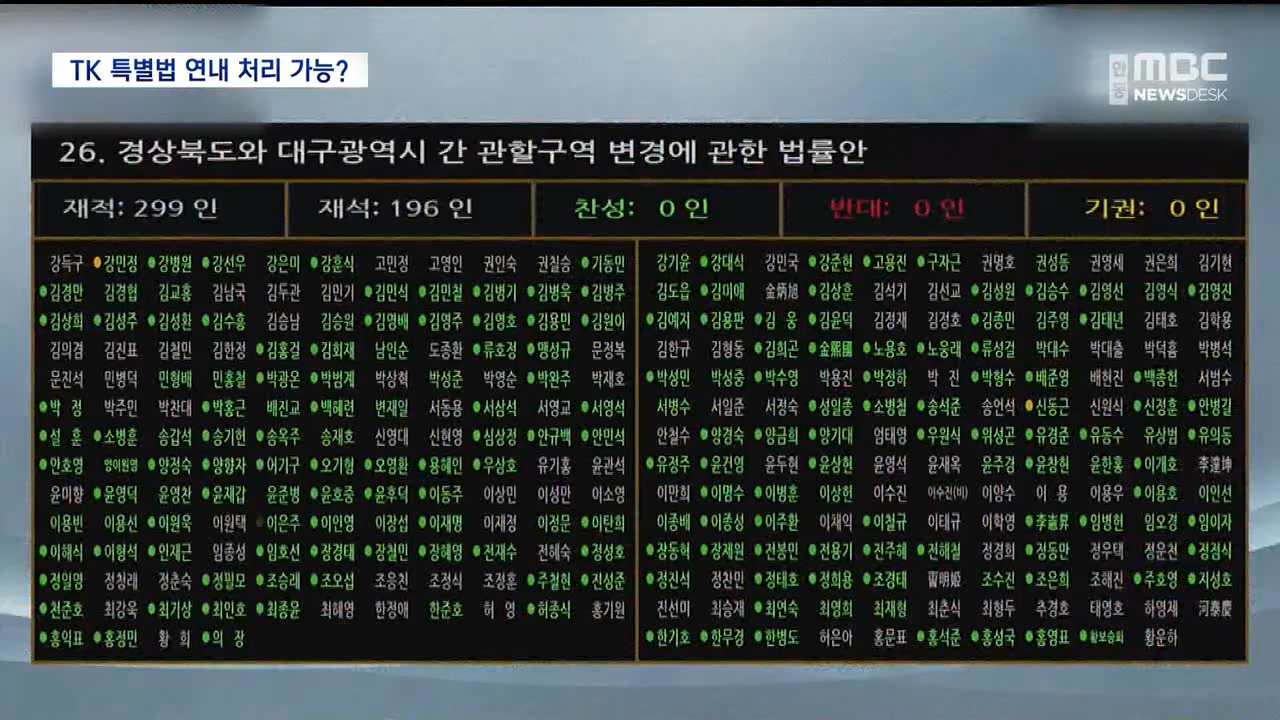 TK 특별법 연내 처리 가능?
안동 MBC
NEWSDESK
26. 경상북도와 대구광역시 간 관할구역 변경에 관한 법률안
재적: 299 인 재석: 196 인 찬성: 0 인 반대: 0 인 기권: 0 인
강득구 강민정 강병원 강선우 강은미 강훈식 고민정 고영인 권인숙 권칠승 기동민 강기윤 강대식 강민국 강준현 고용진 구자근 권명호 권성동 권영세 권은희 김기현
김경만 김경협 김교흥 김남국 김두관 김민기 김민석 김민철 김병기 김병욱 김병주 김도읍 김미애 金炳旭 김상훈 김석기 김선교 김성원 김승수 김영선 김영식 김영진
김상희 김성주 김성환 김수흥 김승남 김승원 김영배 김영주 김영호 김용민 김원이 김예지 김용판 김 웅 김윤덕 김정재 김정호 김종민 김주영 김태년 김태호 김학용
김의겸 김진표 김철민 김한정 김홍걸 김회재 남인순 도종환 류호정 맹성규 문정복 김한규 김형동 김희곤 金熙國 노용호 노웅래 류성걸 박대수 박대출 박덕흠 박병석
문진석 민병덕 민형배 민홍철 박광온 박범계 박상혁 박성준 박영순 박완주 박재호 박성민 박성중 박수영 박용진 박정하 박 진 박형수 배준영 배현진 백종헌 서범수
박 정 박주민 박찬대 박홍근 배진교 백혜련 변재일 서동용 서삼석 서영교 서영석 서병수 서일준 서정숙 성일종 소병철 송석준 송언석 신동근 신원식 신정훈 안병길
설 훈 소병훈 송갑석 송기헌 송옥주 송재호 신영대 신현영 심상정 안규백 안민석 안철수 양경숙 양금희 양기대 엄태영 우원식 위성곤 유경준 유동수 유상범 유의동
안호영 양이원영 양정숙 양향자 어기구 오기형 오영환 용혜인 우상호 유기홍 윤관석 유정주 윤건영 윤두현 윤상현 윤영석 윤재옥 윤주경 윤창현 윤한홍 이개호 李達坤
윤미향 윤영덕 윤영찬 윤재갑 윤준병 윤호중 윤후덕 이동주 이상민 이성만 이소영 이만희 이명수 이병훈 이상헌 이수진 이수진(비) 이양수 이 용 이용우 이용호 이인선
이용빈 이용선 이원욱 이원택 이은주 이인영 이장섭 이재명 이재정 이정문 이탄희 이종배 이종성 이주환 이채익 이철규 이태규 이학영 李憲昇 임병헌 임오경 임이자
이해식 이형석 인재근 임종성 임호선 장경태 장철민 장혜영 전재수 전혜숙 정성호 장동혁 장제원 전봉민 전용기 전주혜 전해철 정경희 정동만 정우택 정운천 정점식
정일영 정청래 정춘숙 정필모 조승래 조오섭 조응천 조정식 조정훈 주철현 진성준 정진석 정찬민 정태호 정희용 조경태 조수진 조은희 조해진 주호영 지성호
천준호 최강욱 최기상 최인호 최종윤 최혜영 한정애 한준호 허 영 허종식 홍기원 진선미 최승재 최연숙 최영희 최재형 최춘식 최형두 추경호 태영호 하영제 河泰慶
홍익표 홍정민 황 희 의 장 한기호 한무경 한병도 허은아 홍문표 홍석준 홍성국 홍영표 황보승희 황운하